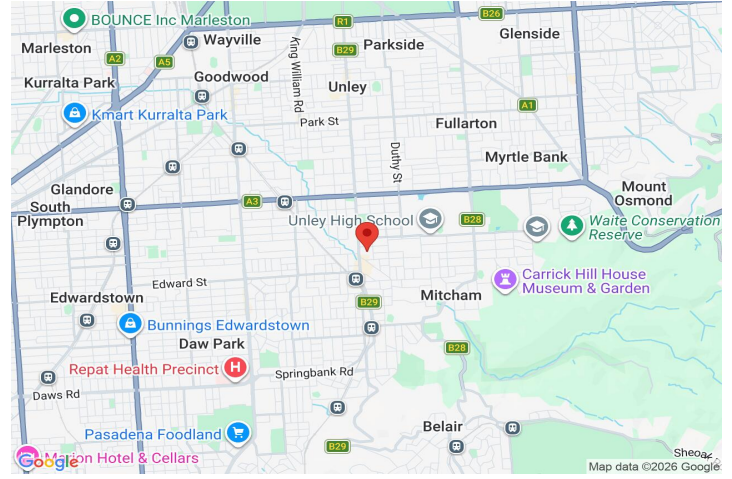 BOUNCE Inc Marleston
R1
B26
Glenside
Marleston
Wayville
Parkside
B29
A2
A5
King William Rd
Kurralta Park
Goodwood
Unley
A1
Kmart Kurralta Park
Park St
Fullarton
Duthy St
Myrtle Bank
Glandore
Mount
Osmond
South
Plympton
A3
Unley High School
B28
Waite Conservation
Reserve
Edward St
Carrick Hill House
Museum & Garden
Edwardstown
B29
Mitcham
Bunnings Edwardstown
Daw Park
B28
Repat Health Precinct
H
Springbank Rd
Daws Rd
Belair
Pasadena Foodland
B29
Marion Hotel & Cellars
Google
Sheoak
Map data ©2026 Google